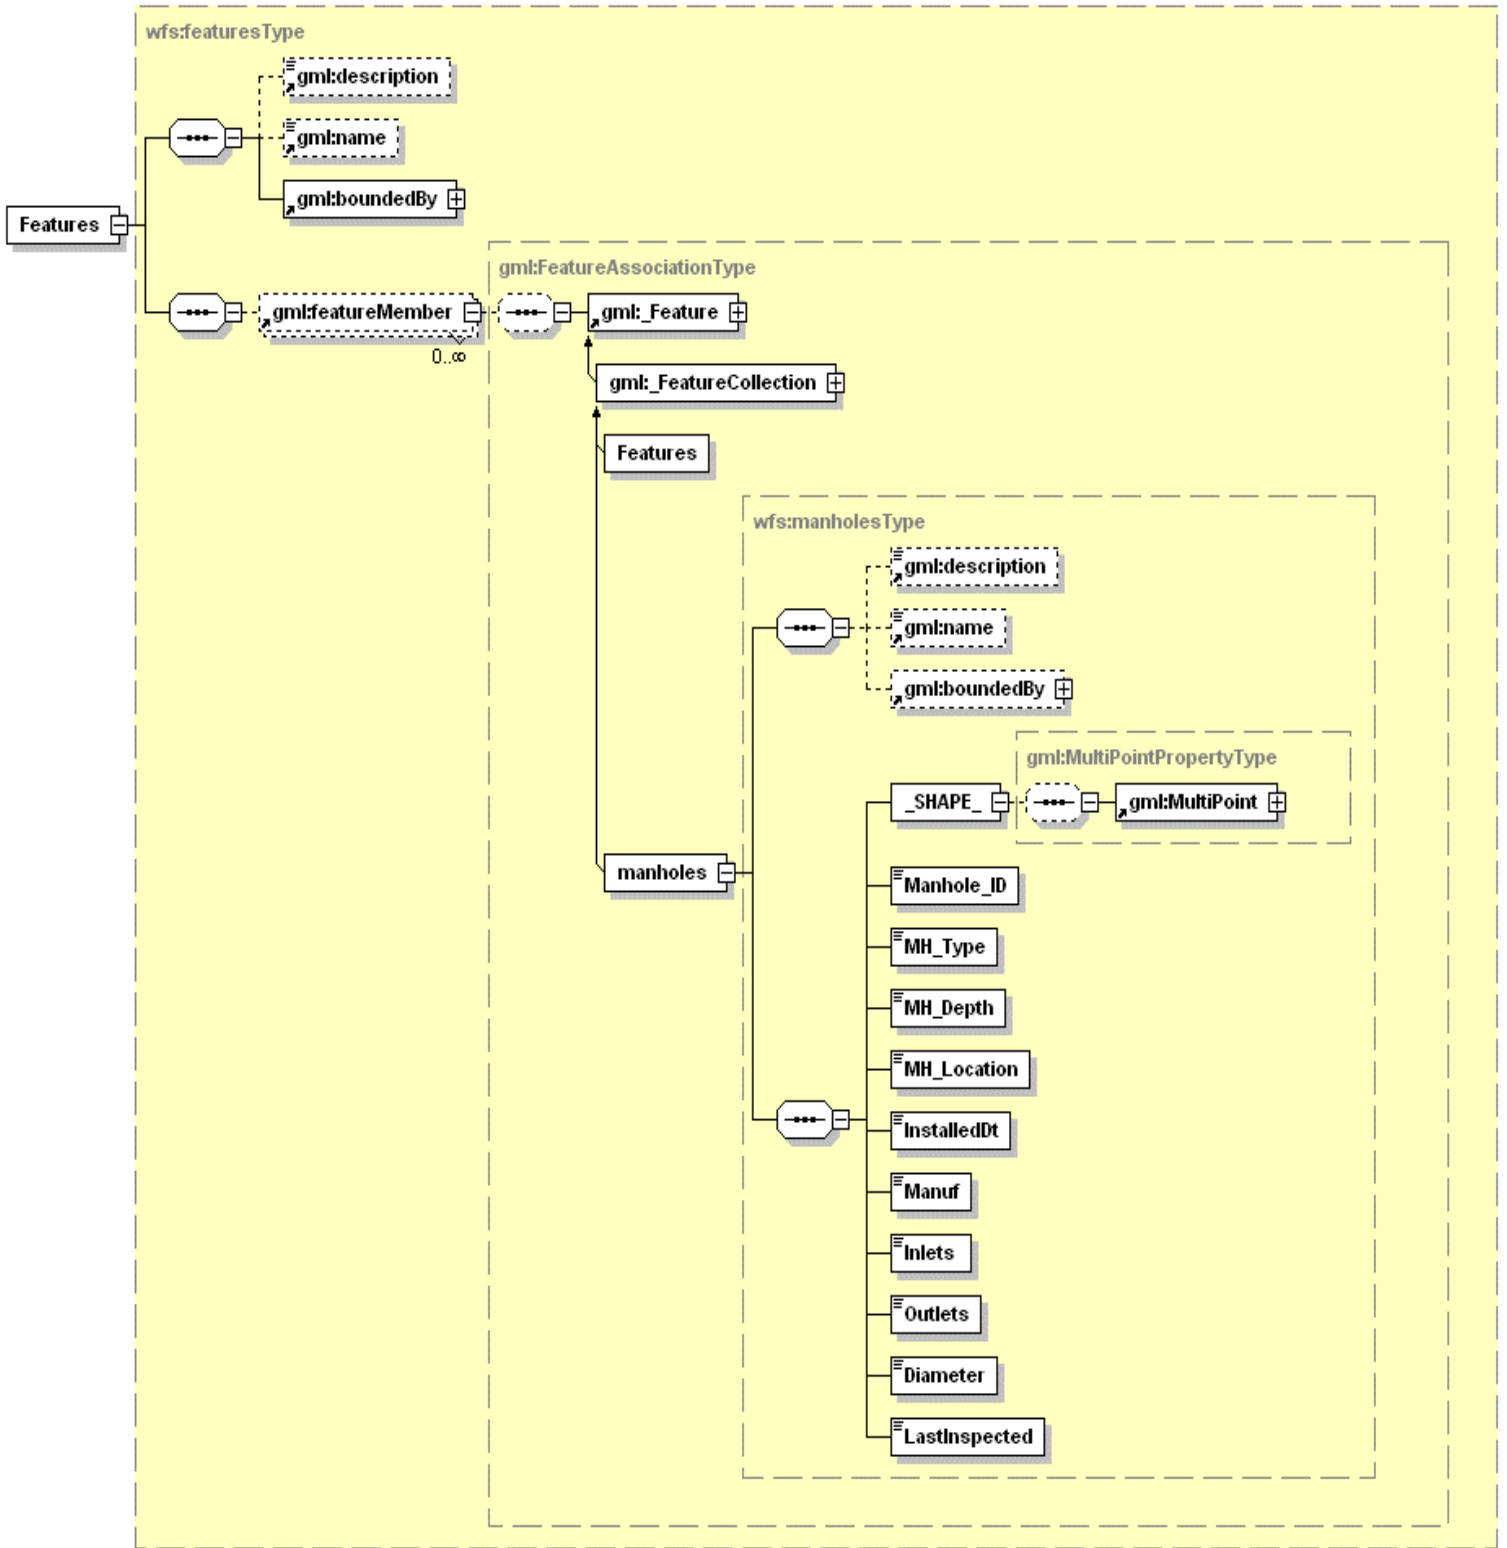 wfs:featuresType
gml:description
gml:name
gml:boundedBy
Features
gml:FeatureAssociationType
gml:featureMember
0..∞
gml:_Feature
gml:_FeatureCollection
Features
wfs:manholesType
gml:description
gml:name
gml:boundedBy
gml:MultiPointPropertyType
_SHAPE_
gml:MultiPoint
manholes
Manhole_ID
MH_Type
MH_Depth
MH_Location
InstalledDt
Manuf
Inlets
Outlets
Diameter
LastInspected